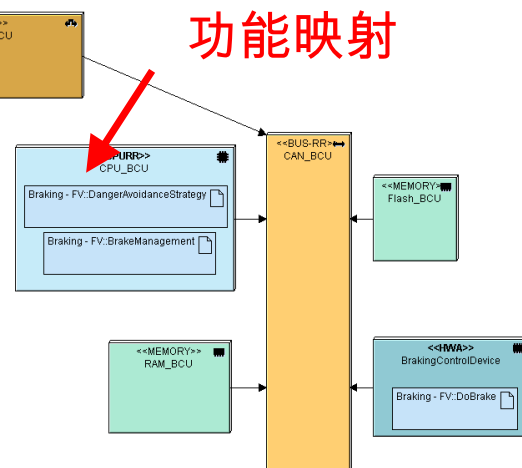 功能映射
>>
CU
<<BUS-RR>>
CAN_BCU
PURR>>
CPU_BCU
Braking - FV::DangerAvoidanceStrategy
Braking - FV::BrakeManagement
<<MEMORY>>
Flash_BCU
<<MEMORY>>
RAM_BCU
<<HWA>>
BrakingControlDevice
Braking - FV::DoBrake